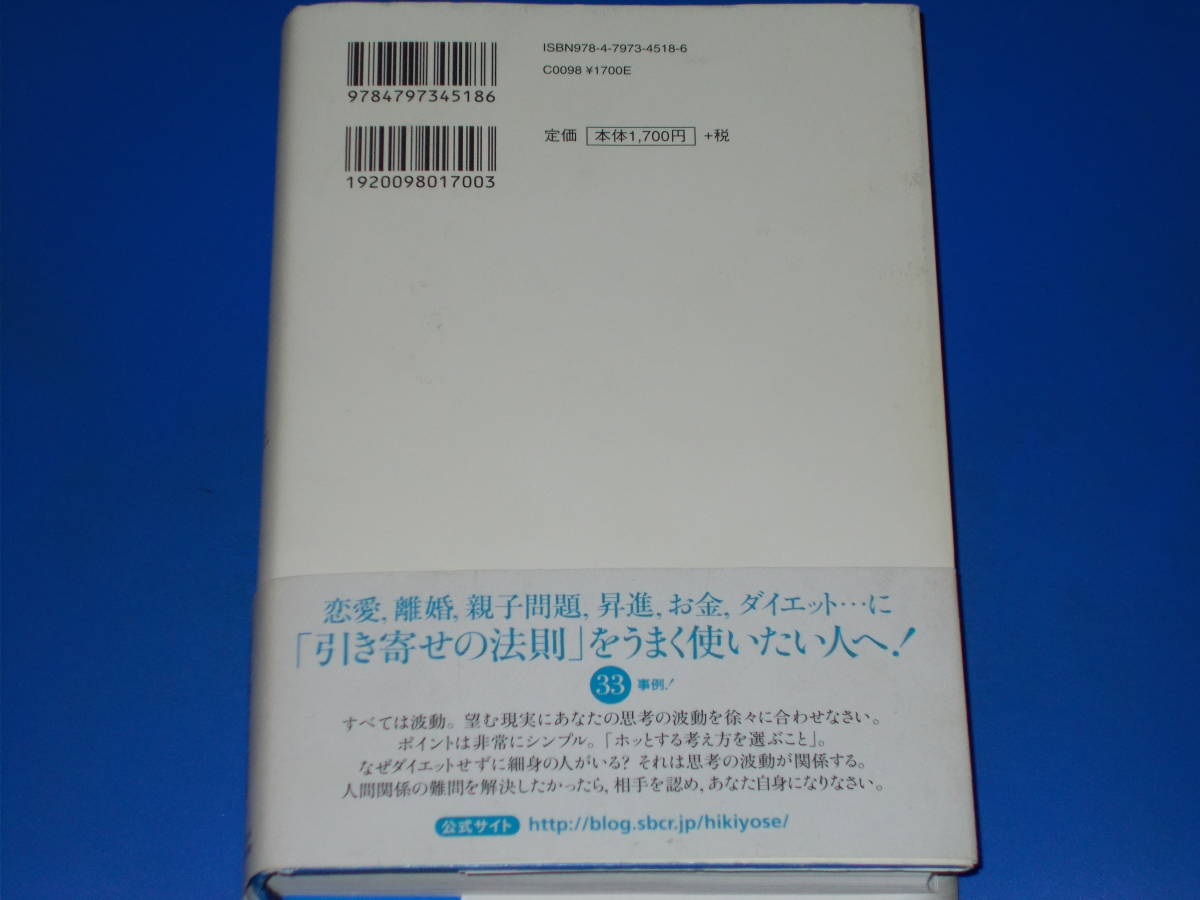 ISBN978-4-7973-4518-6
C0098 ¥1700E
9784797345186
定価 本体1,700円 +税
1920098017003
恋愛, 離婚, 親子問題, 昇進, お金, ダイエット…に
「引き寄せの法則」をうまく使いたい人へ!
33 事例!
すべては波動。望む現実にあなたの思考の波動を徐々に合わせなさい。
ポイントは非常にシンプル。「ホッとする考え方を選ぶこと」。
なぜダイエットせずに細身の人がいる? それは思考の波動が関係する。
人間関係の難問を解決したかったら, 相手を認め, あなた自身になりなさい。
公式サイト http://blog.sbcr.jp/hikiyose/